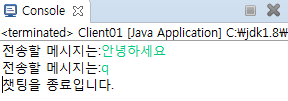 Console
<terminated> Client01 [Java Application] C:₩jdk1.8₩
전송할 메시지는:안녕하세요
전송할 메시지는:q
채팅을 종료입니다.